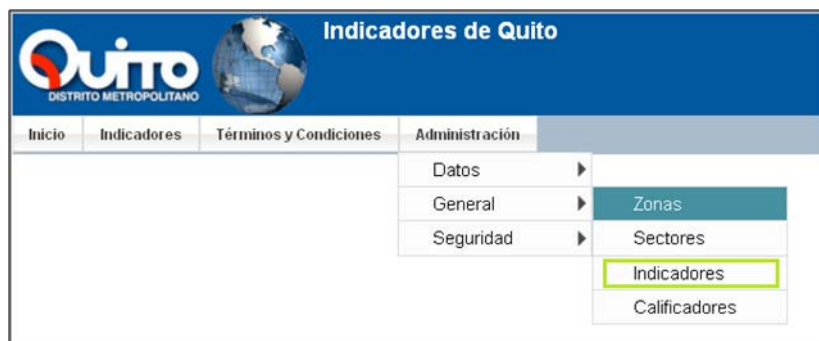 Indicadores de Quito
QUITO
DISTRITO METROPOLITANO
Inicio Indicadores Términos y Condiciones Administración
Datos
General Zonas
Seguridad Sectores
Indicadores
Calificadores